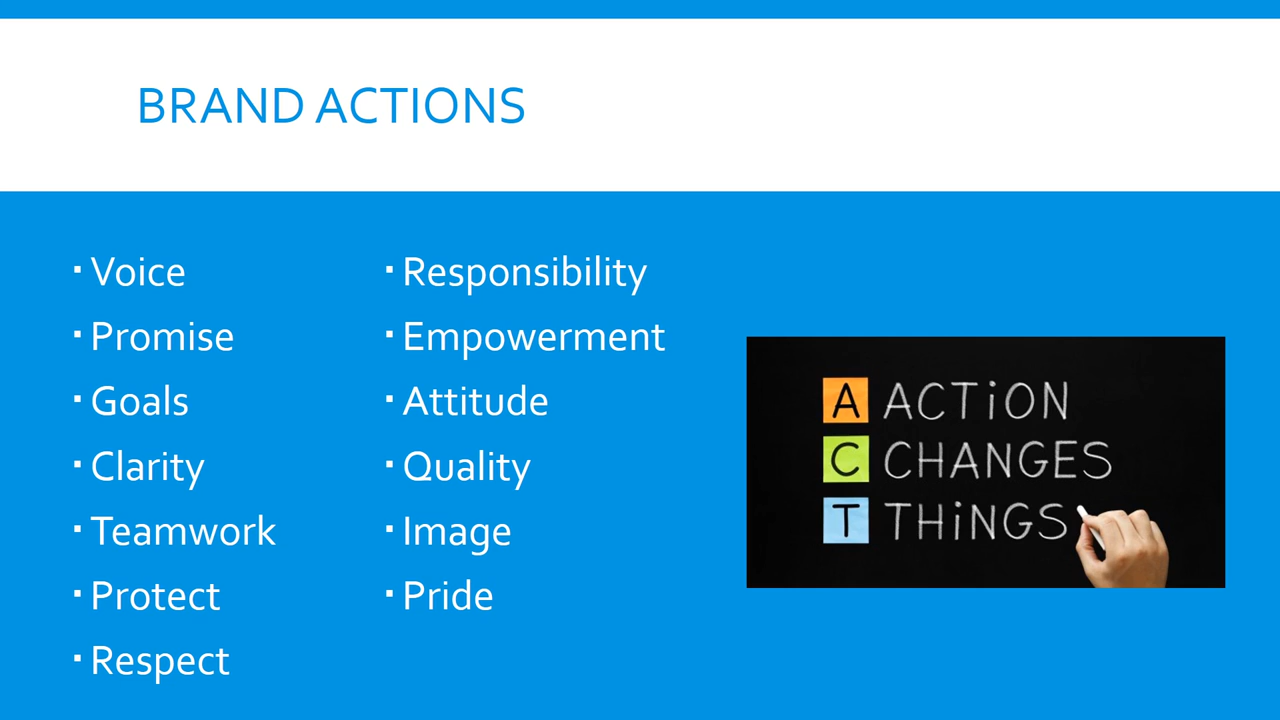 BRAND ACTIONS
▪ Voice
▪ Promise
▪ Goals
▪ Clarity
▪ Teamwork
▪ Protect
▪ Respect
▪ Responsibility
▪ Empowerment
▪ Attitude
▪ Quality
▪ Image
▪ Pride
A ACTiON
C CHANGES
T THiNGS